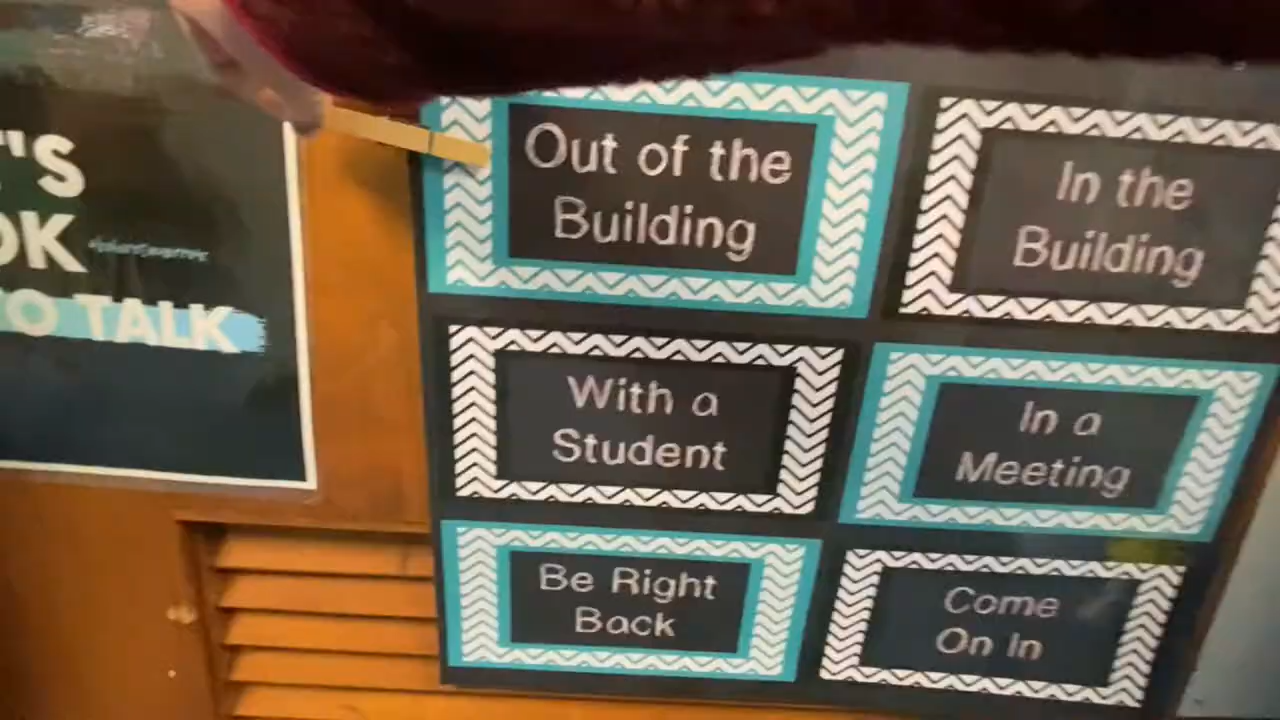 'S
OK
TO TALK
Out of the
Building
In the
Building
With a
Student
In a
Meeting
Be Right
Back
Come
On In